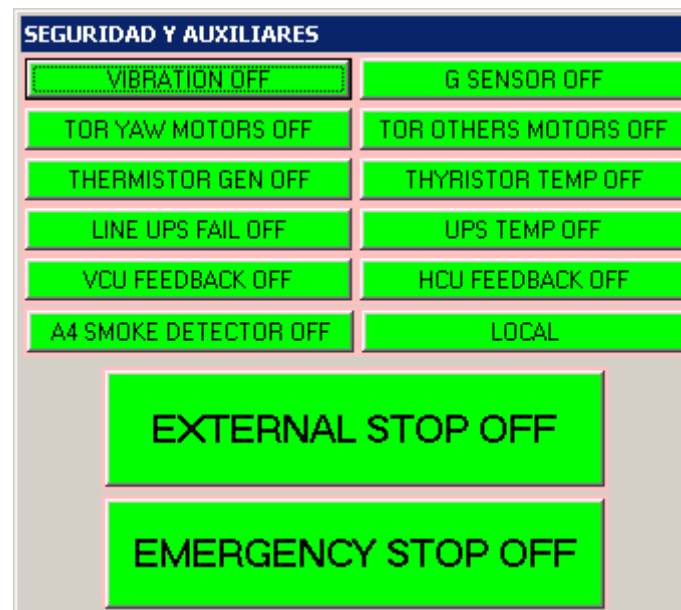 SEGURIDAD Y AUXILIARES
VIBRATION OFF
G SENSOR OFF
TOR YAW MOTORS OFF
TOR OTHERS MOTORS OFF
THERMISTOR GEN OFF
THYRISTOR TEMP OFF
LINE UPS FAIL OFF
UPS TEMP OFF
VCU FEEDBACK OFF
HCU FEEDBACK OFF
A4 SMOKE DETECTOR OFF
LOCAL
EXTERNAL STOP OFF
EMERGENCY STOP OFF